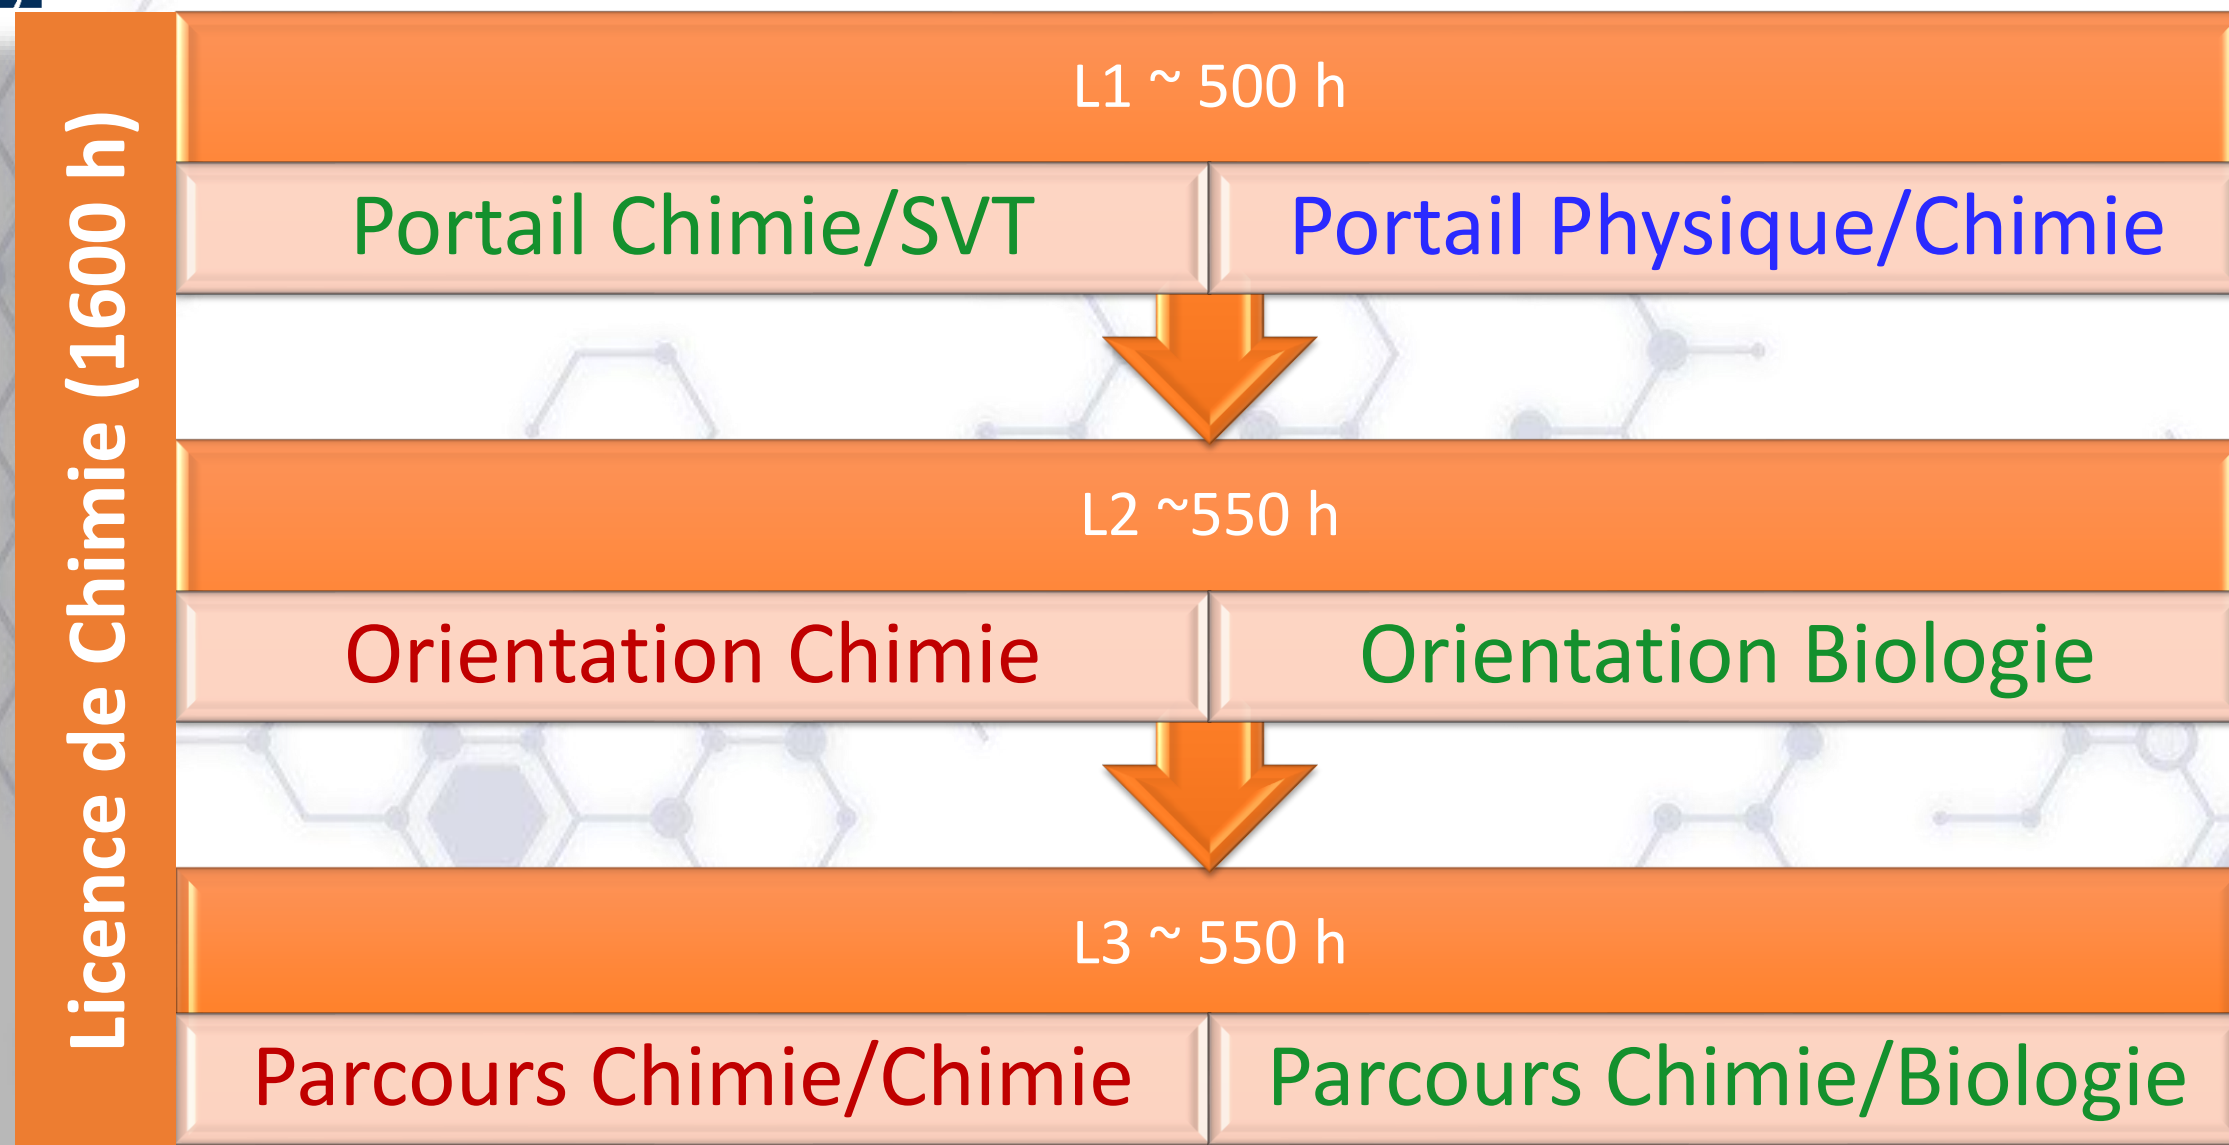 Licence de Chimie (1600 h)
L1 ~ 500 h
Portail Chimie/SVT
Portail Physique/Chimie
L2 ~550 h
Orientation Chimie
Orientation Biologie
L3 ~ 550 h
Parcours Chimie/Chimie
Parcours Chimie/Biologie